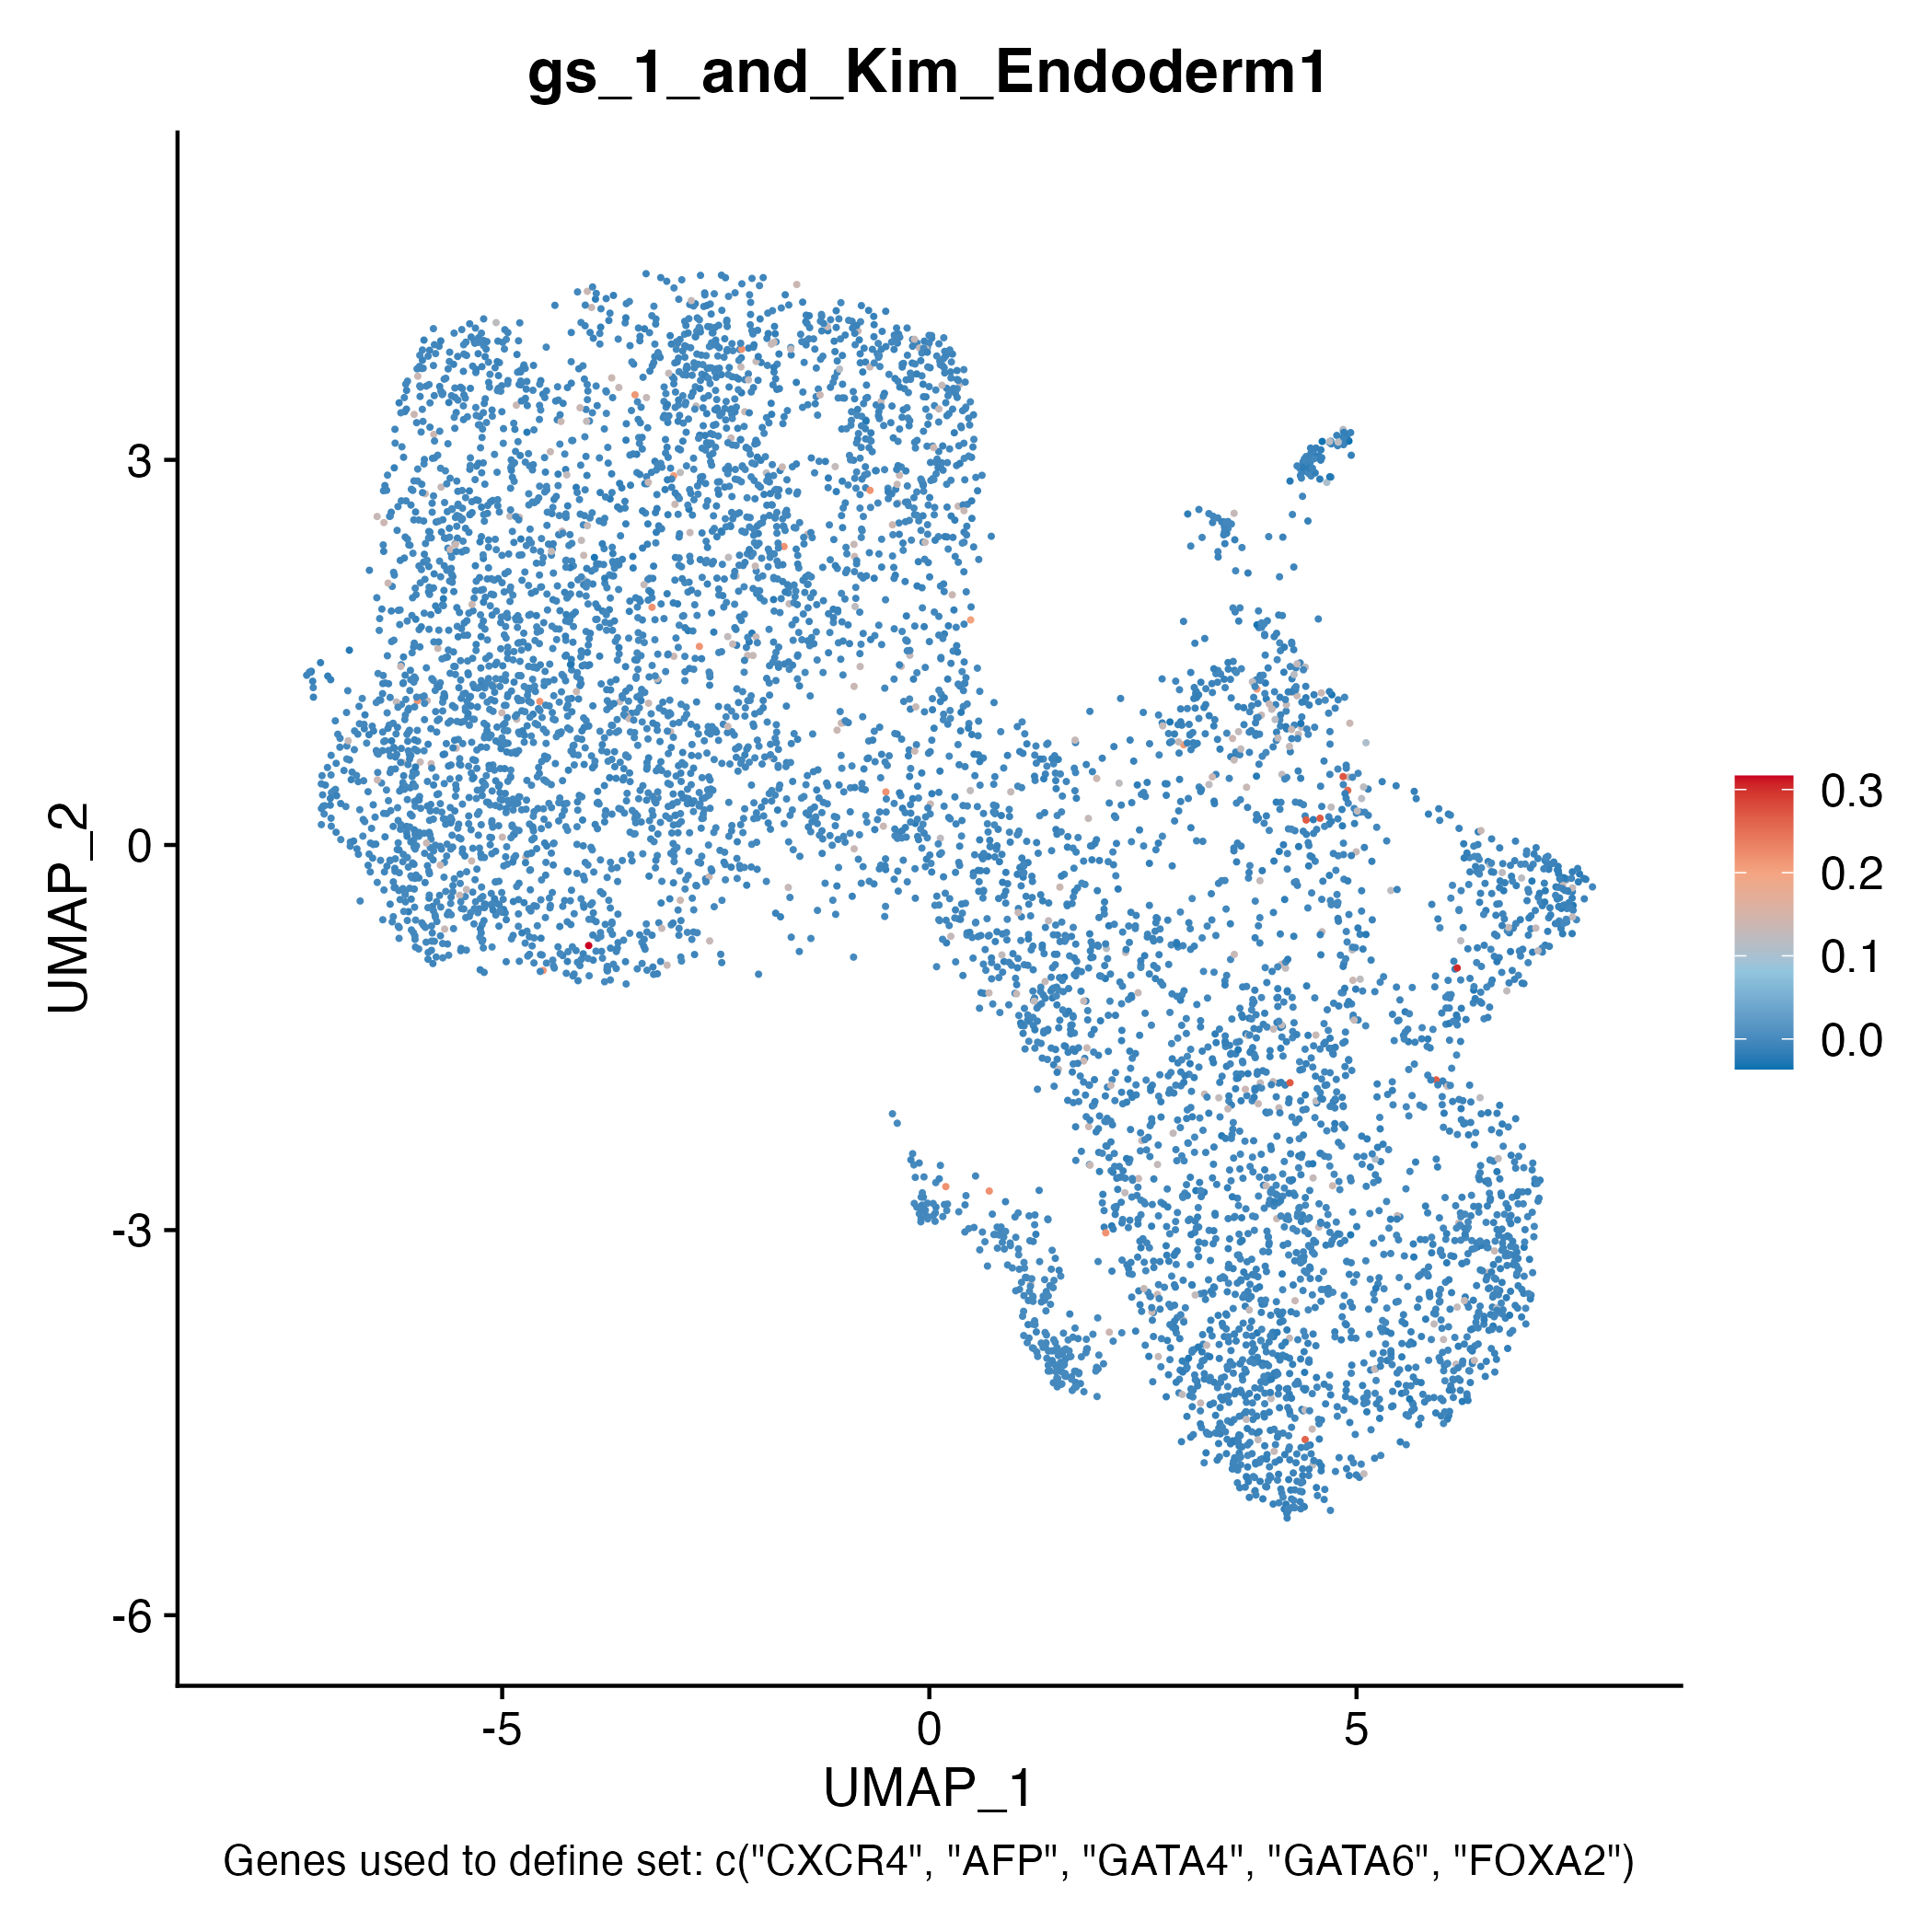 gs_1_and_Kim_Endoderm1
UMAP_2
3
0
-3
-6
-5
0
5
UMAP_1
0.3
0.2
0.1
0.0
Genes used to define set: c("CXCR4", "AFP", "GATA4", "GATA6", "FOXA2")